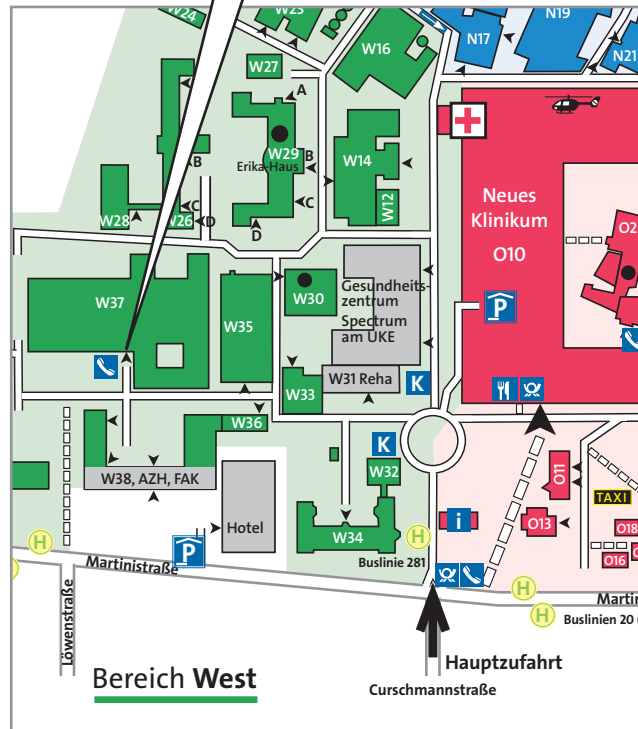 W24
W23
W16
N17
N19
N21
W27
A
W29
B
Erika-Haus
C
D
W14
W12
B
C
D
W28
W26
Neues
Klinikum
O10
O2
W37
W35
W30
Gesundheits-
zentrum
Spectrum
am UKE
W31 Reha
W33
K
P
W36
K
W38, AZH, FAK
W32
O11
TAXI
Hotel
P
W34
i
O13
O18
O16
H
H
Buslinie 281
Martinistraße
H
H
Martin
Buslinien 20 u
Löwenstraße
Hauptzufahrt
Bereich West
Curschmannstraße